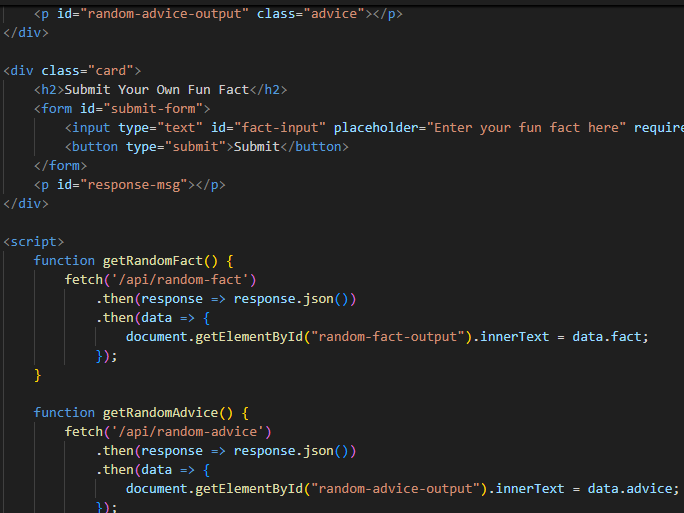 <p id="random-advice-output" class="advice"></p>
</div>
<div class="card">
<h2>Submit Your Own Fun Fact</h2>
<form id="submit-form">
<input type="text" id="fact-input" placeholder="Enter your fun fact here" require
<button type="submit">Submit</button>
</form>
<p id="response-msg"></p>
</div>
<script>
function getRandomFact() {
fetch('/api/random-fact')
.then(response => response.json())
.then(data => {
document.getElementById("random-fact-output").innerText = data.fact;
});
}
function getRandomAdvice() {
fetch('/api/random-advice')
.then(response => response.json())
.then(data => {
document.getElementById("random-advice-output").innerText = data.advice;
});